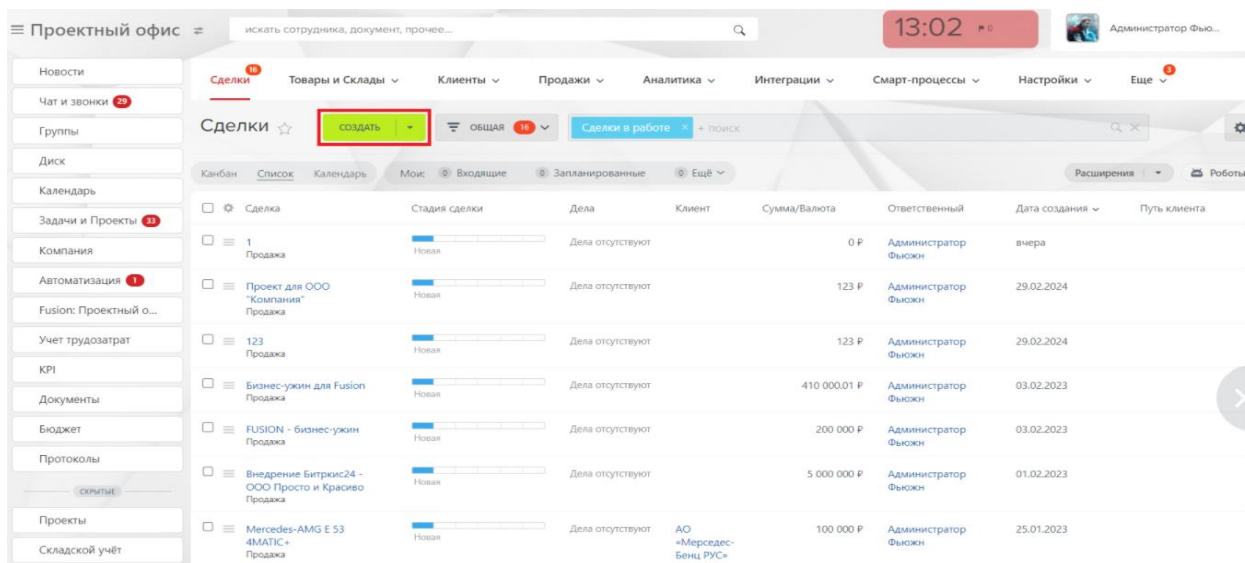 Проектный офис
искать сотрудника, документ, прочее...
13:02
0
Администратор Фью...
Новости
Чат и звонки 29
Группы
Диск
Календарь
Задачи и Проекты 33
Компания
Автоматизация 1
Fusion: Проектный о...
Учет трудозатрат
KPI
Документы
Бюджет
Протоколы
СКРЫТЫЕ
Проекты
Складской учёт
Сделки 16 Товары и Склады Клиенты Продажи Аналитика Интеграции Смарт-процессы Настройки Еще 3
Сделки СОЗДАТЬ ОБЩАЯ 16 Сделки в работе × + поиск
Канбан Список Календарь Мои: 0 Входящие 0 Запланированные 0 Ещё Расширения Роботы
Сделка Стадия сделки Дела Клиент Сумма/Валюта Ответственный Дата создания Путь клиента
1 Дела отсутствуют 0 ₽ Администратор вчера
Продажа Новая Фьюжн
Проект для ООО Дела отсутствуют 123 ₽ Администратор 29.02.2024
"Компания" Новая Фьюжн
Продажа
123 Дела отсутствуют 123 ₽ Администратор 29.02.2024
Продажа Новая Фьюжн
Бизнес-ужин для Fusion Дела отсутствуют 410 000.01 ₽ Администратор 03.02.2023
Продажа Новая Фьюжн
FUSION - бизнес-ужин Дела отсутствуют 200 000 ₽ Администратор 03.02.2023
Продажа Новая Фьюжн
Внедрение Битркис24 - Дела отсутствуют 5 000 000 ₽ Администратор 01.02.2023
ООО Просто и Красиво Новая Фьюжн
Продажа
Mercedes-AMG E 53 Дела отсутствуют АО 100 000 ₽ Администратор 25.01.2023
4MATIC+ Новая «Мерседес- Фьюжн
Продажа Бенц РУС»